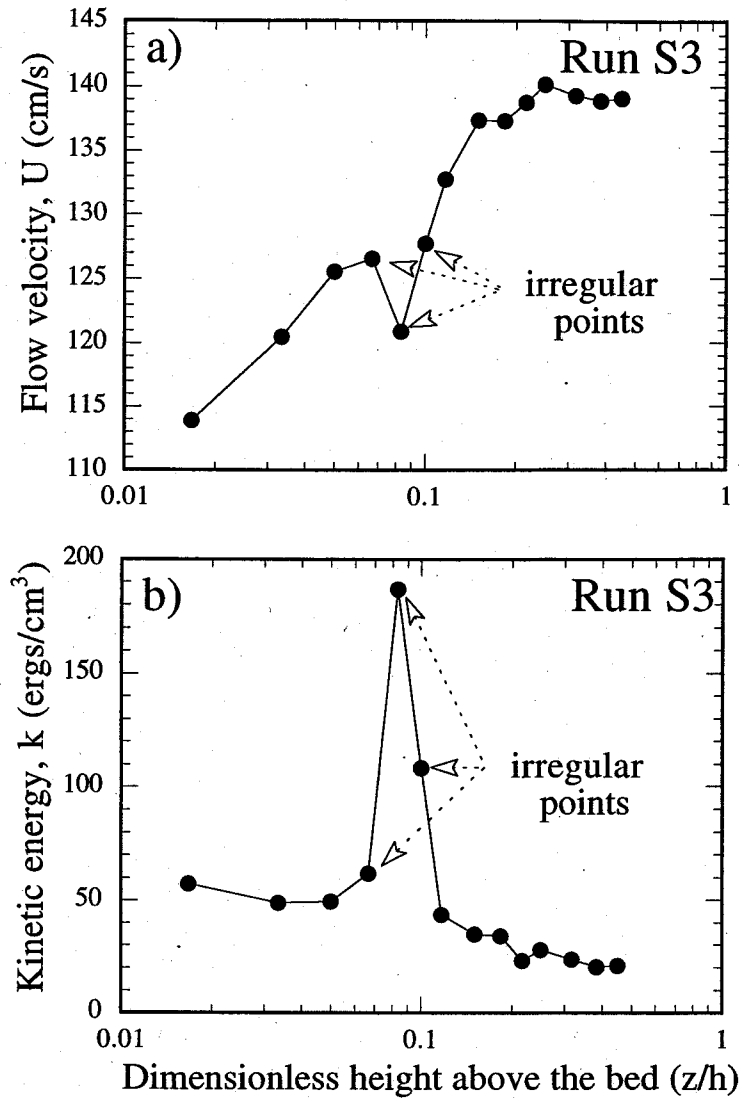 a)
Run S3
145
140
135
130
125
120
115
110
Flow velocity, U (cm/s)
irregular
points
0.01
0.1
1
b)
Run S3
200
150
100
50
0
Kinetic energy, k (ergs/cm³)
irregular
points
0.01
0.1
1
Dimensionless height above the bed (z/h)